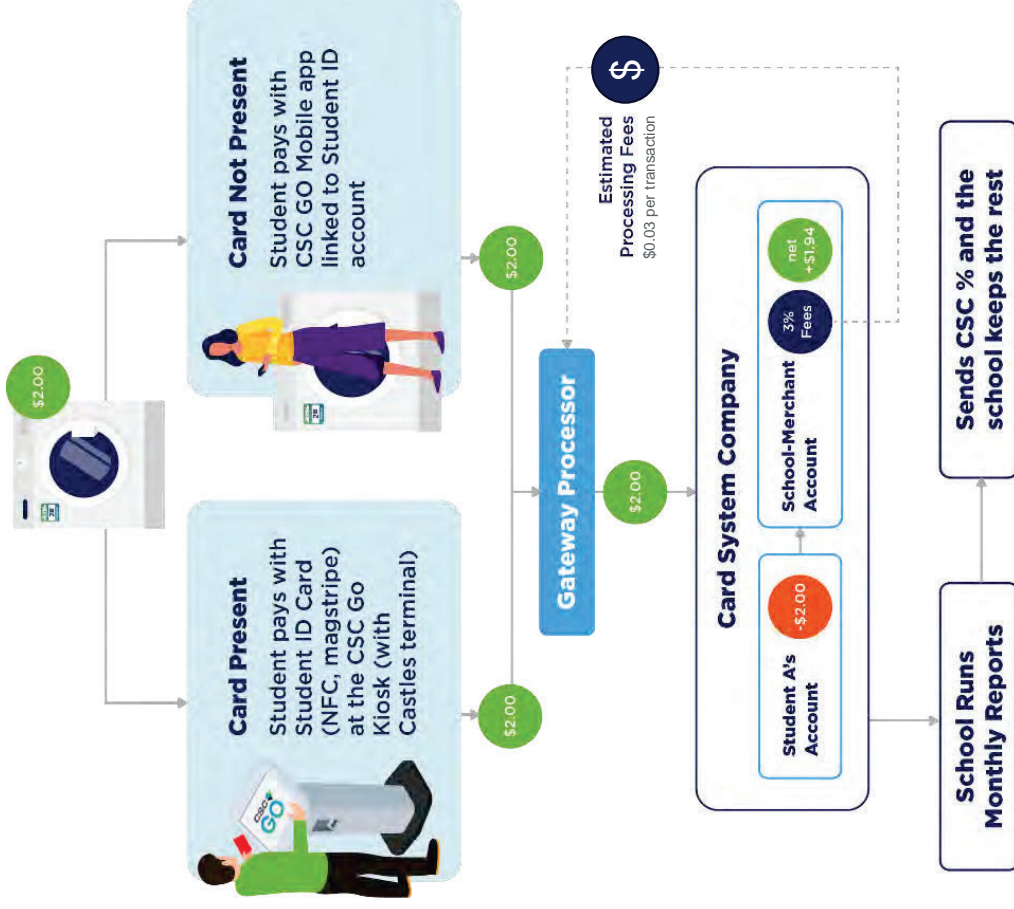 $2.00
Card Present
Student pays with
Student ID Card
(NFC, magstripe)
at the CSC Go
Kiosk (with
Castles terminal)
CSC
GO
Card Not Present
Student pays with
CSC GO Mobile app
linked to Student ID
account
$2.00
$2.00
Gateway Processor
$2.00
$
Estimated
Processing Fees
$0.03 per transaction
Card System Company
Student A's
Account
-$2.00
School-Merchant
Account
3%
Fees
net
+$1.94
School Runs
Monthly Reports
Sends CSC % and the
school keeps the rest